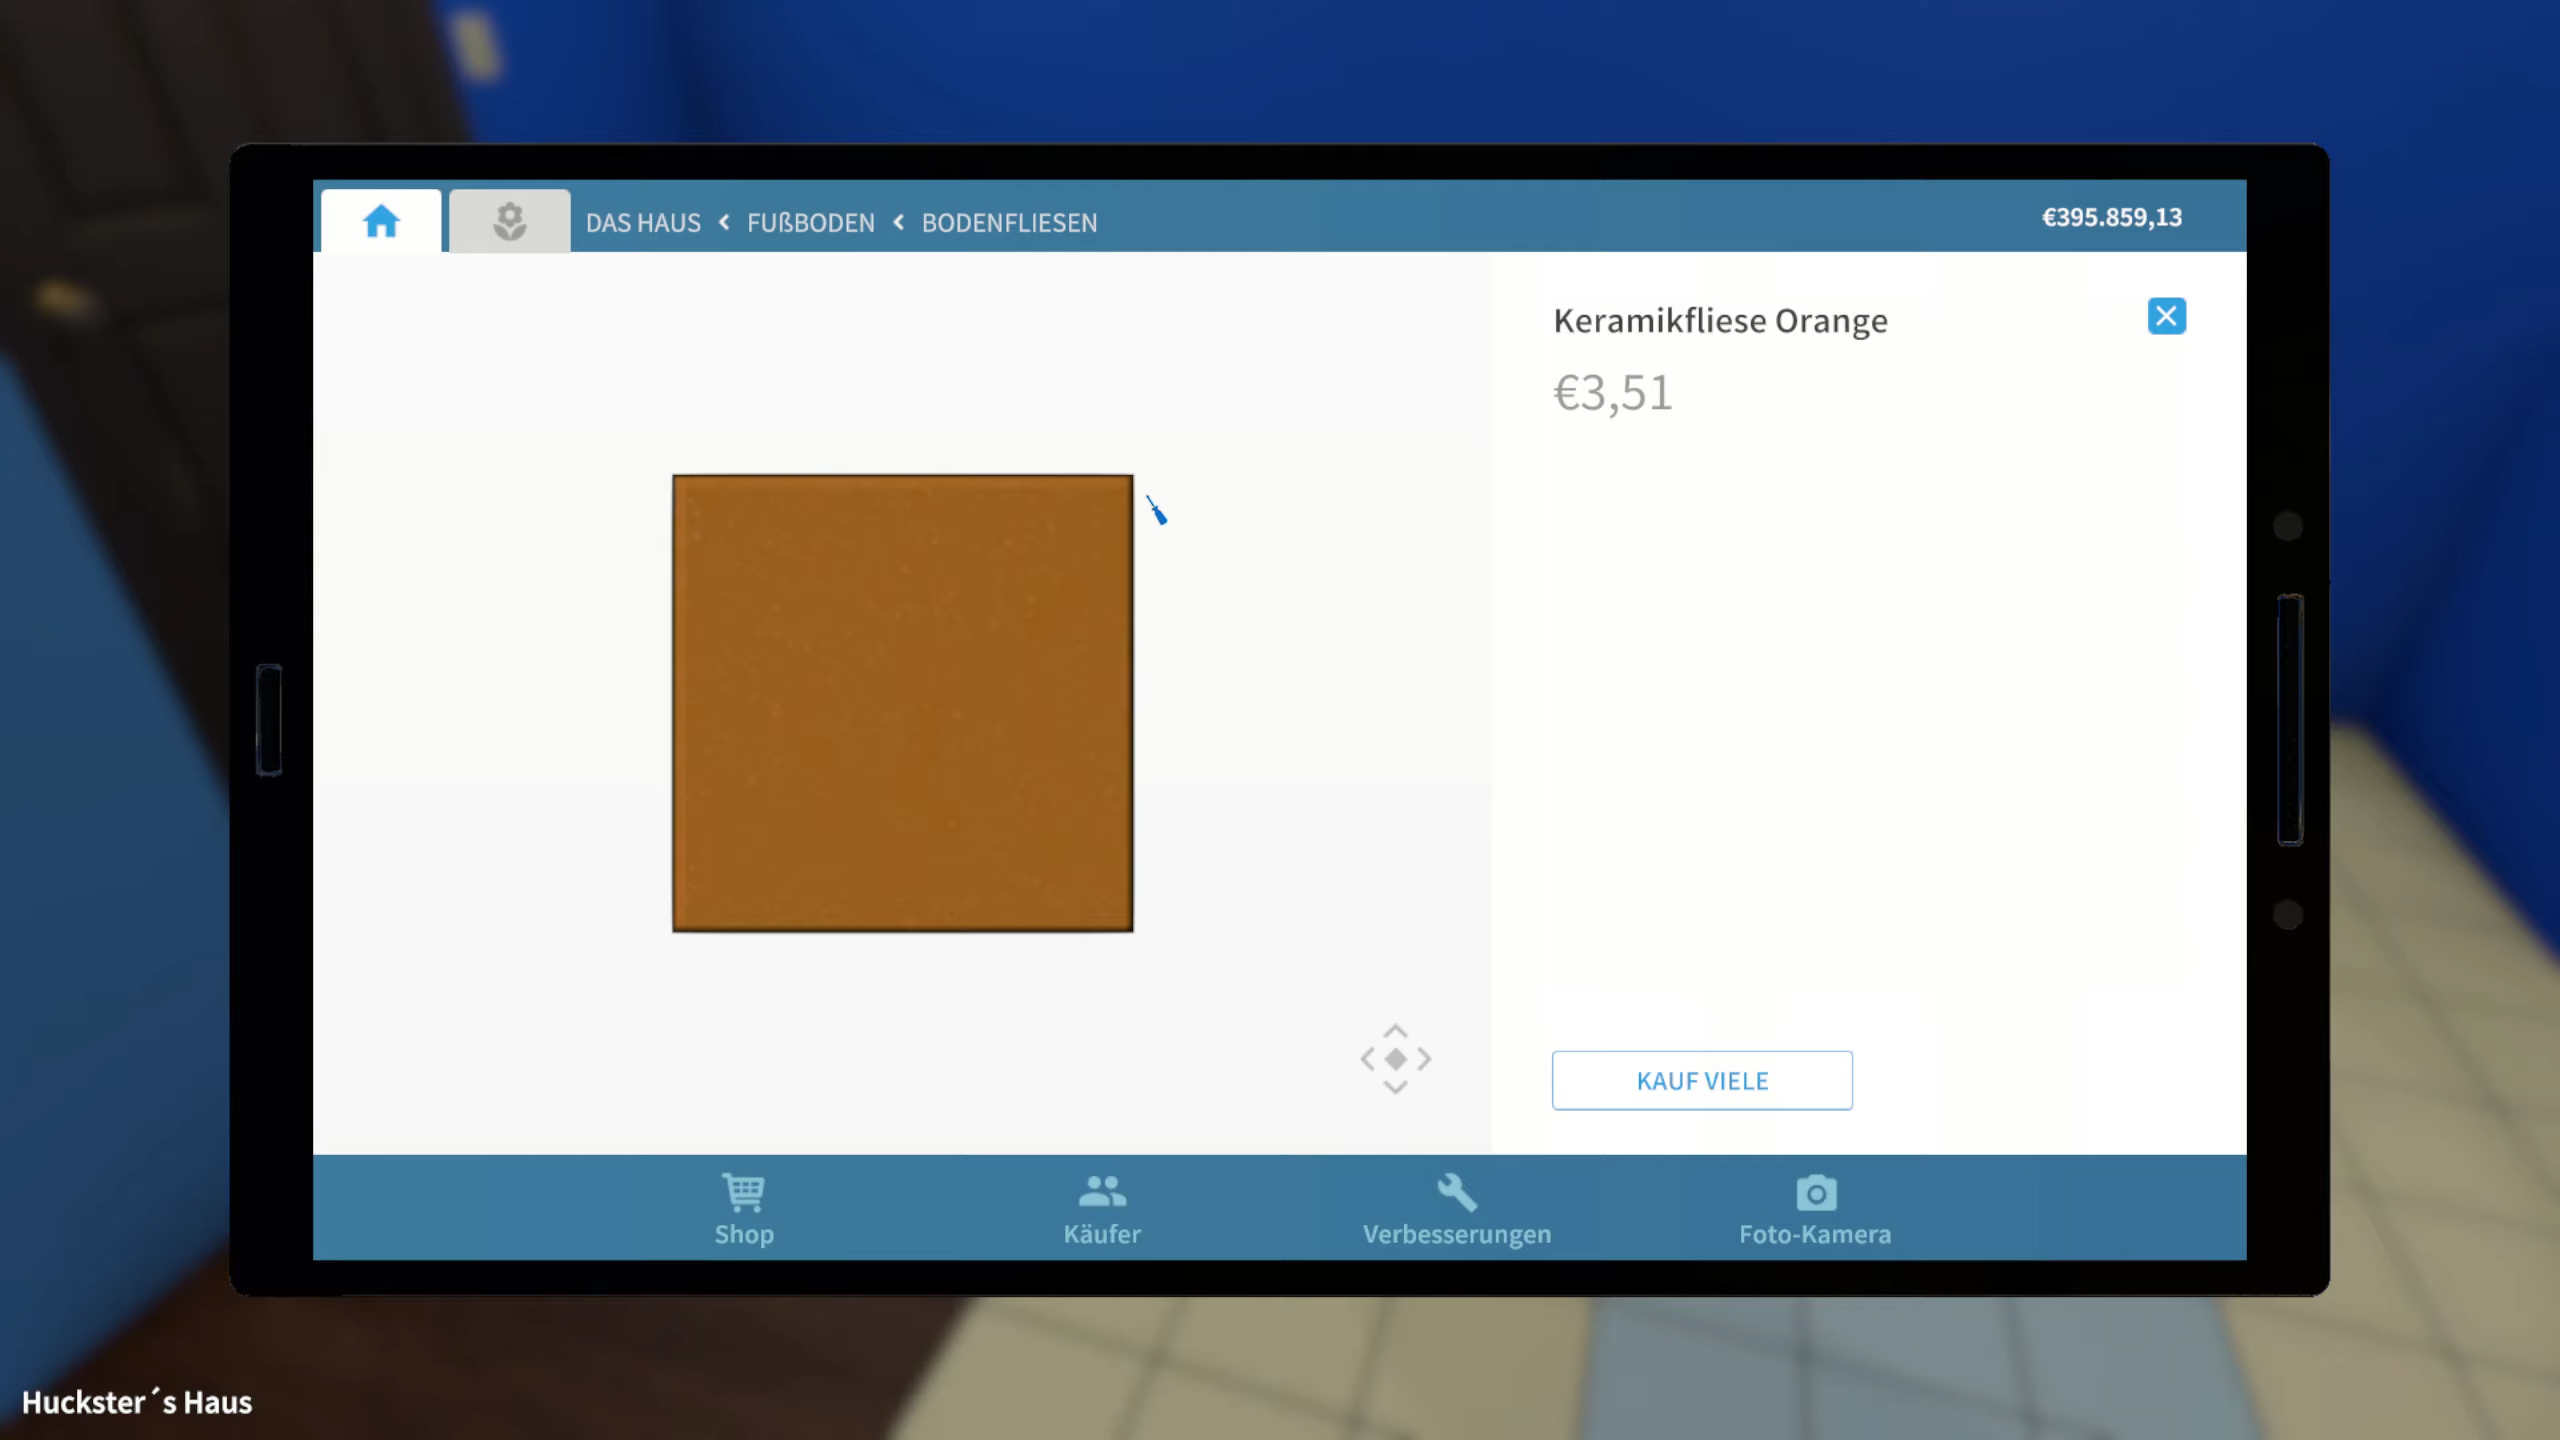 DAS HAUS < FUßBODEN < BODENFLIESEN
€395.859,13
Keramikfliese Orange
€3,51
KAUF VIELE
Shop
Käufer
Verbesserungen
Foto-Kamera
Huckster´s Haus